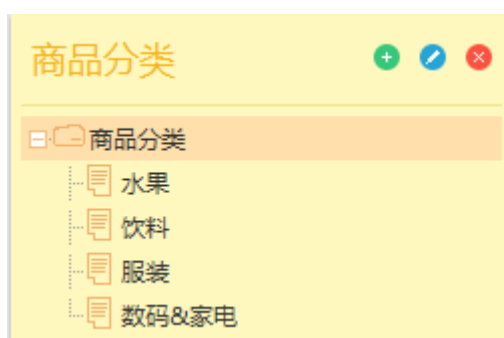 商品分类
商品分类
水果
饮料
服装
数码&家电